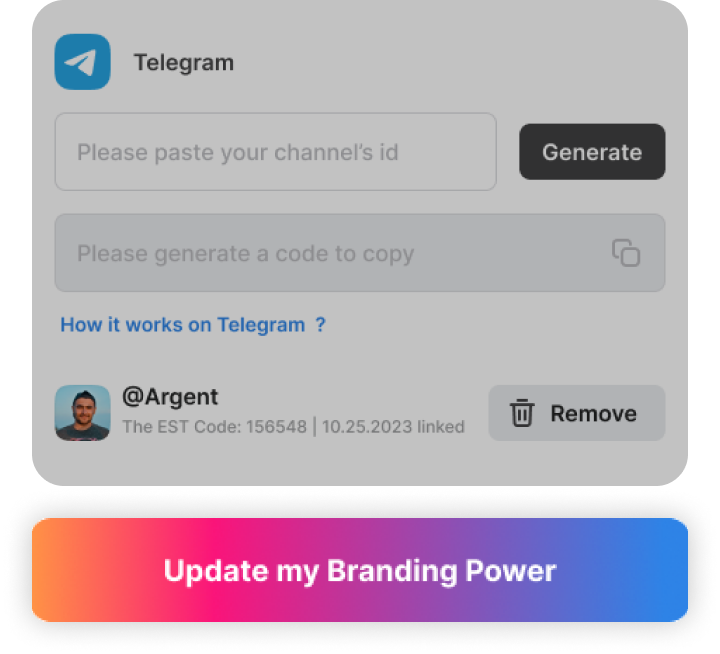 Telegram
Please paste your channel's id
Generate
Please generate a code to copy
How it works on Telegram ?
@Argent
The EST Code: 156548 | 10.25.2023 linked
Remove
Update my Branding Power